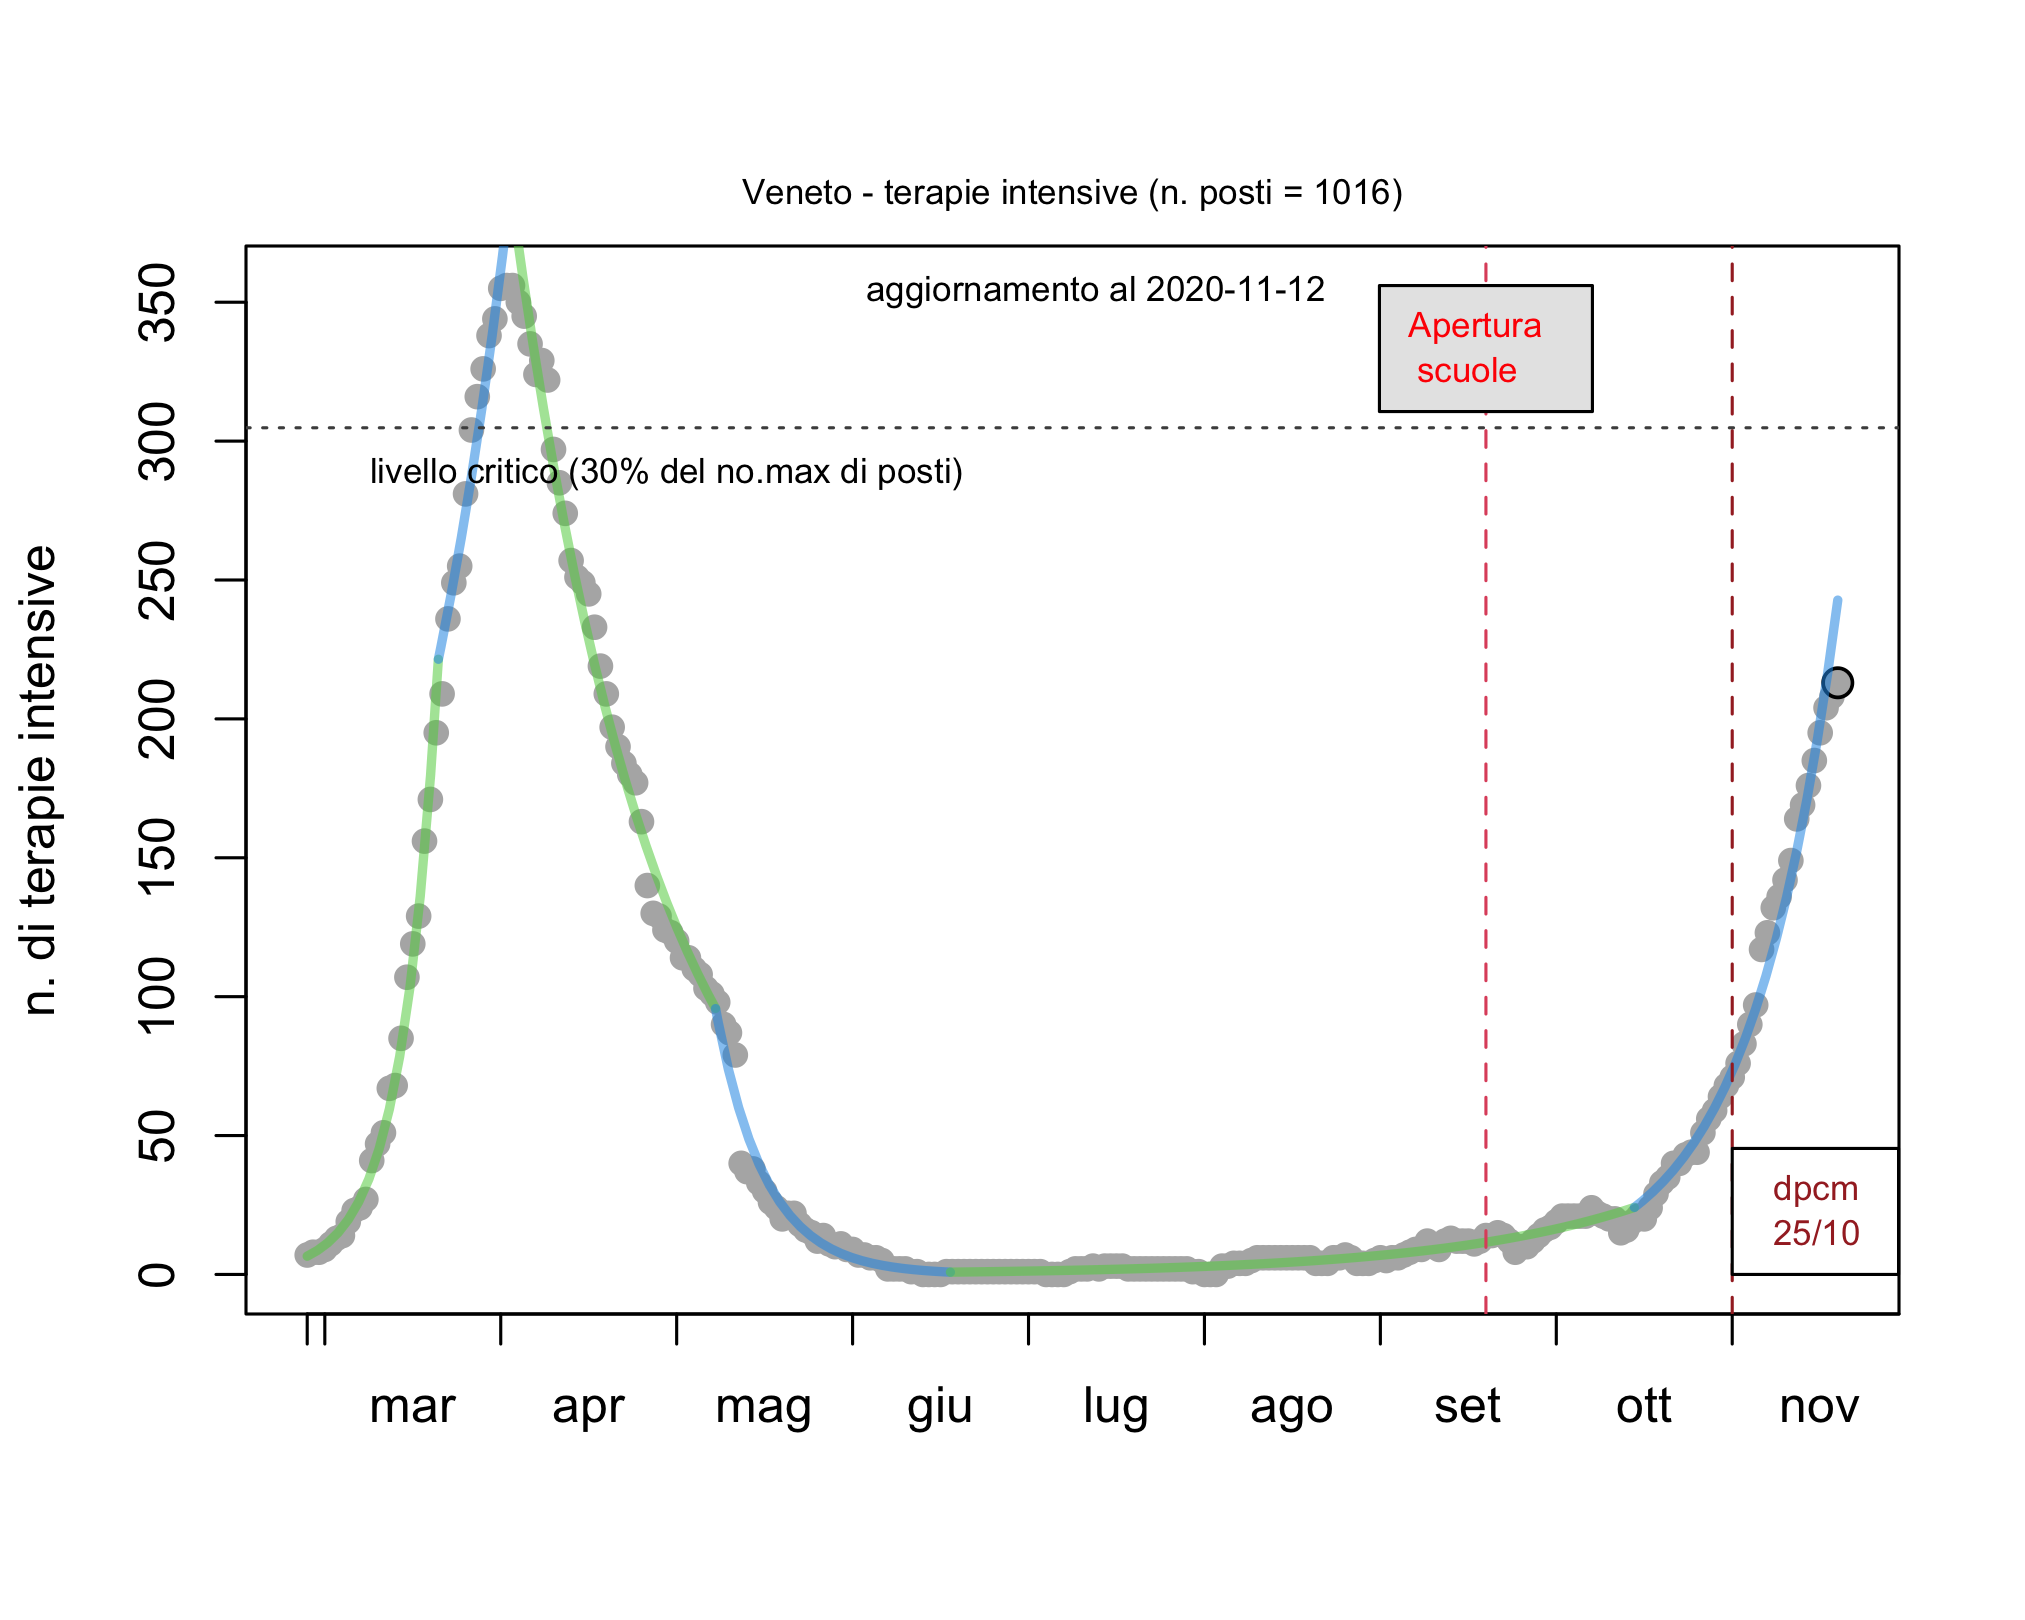 Veneto - terapie intensive (n. posti = 1016)
aggiornamento al 2020-11-12
Apertura
scuole
livello critico (30% del no.max di posti)
n. di terapie intensive
350
300
250
200
150
100
50
0
dpcm
25/10
mar apr mag giu lug ago set ott nov